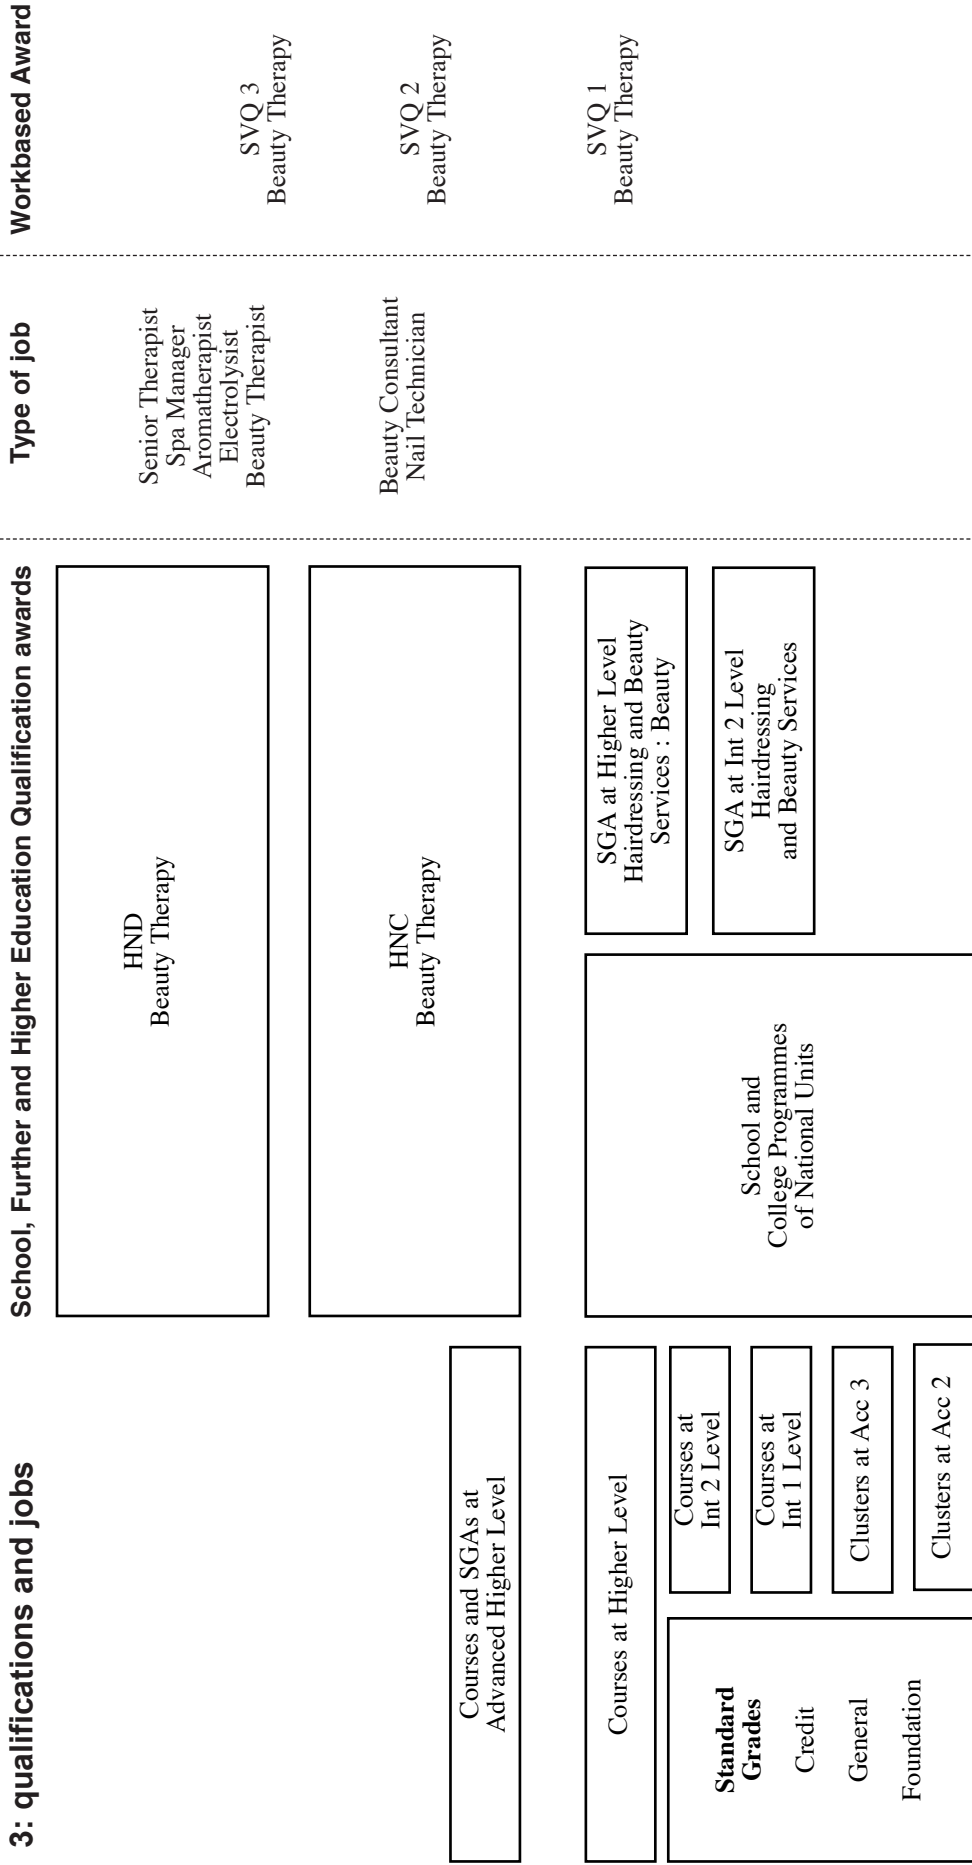 3: qualifications and jobs
School, Further and Higher Education Qualification awards
Type of job
Workbased Award
HND
Beauty Therapy
Senior Therapist
Spa Manager
Aromatherapist
Electrolysist
Beauty Therapist
SVQ 3
Beauty Therapy
HNC
Beauty Therapy
Beauty Consultant
Nail Technician
SVQ 2
Beauty Therapy
Courses and SGAs at
Advanced Higher Level
Courses at Higher Level
SGA at Higher Level
Hairdressing and Beauty
Services : Beauty
SVQ 1
Beauty Therapy
Standard
Grades
Credit
General
Foundation
Courses at
Int 2 Level
Courses at
Int 1 Level
Clusters at Acc 3
Clusters at Acc 2
School and
College Programmes
of National Units
SGA at Int 2 Level
Hairdressing
and Beauty Services